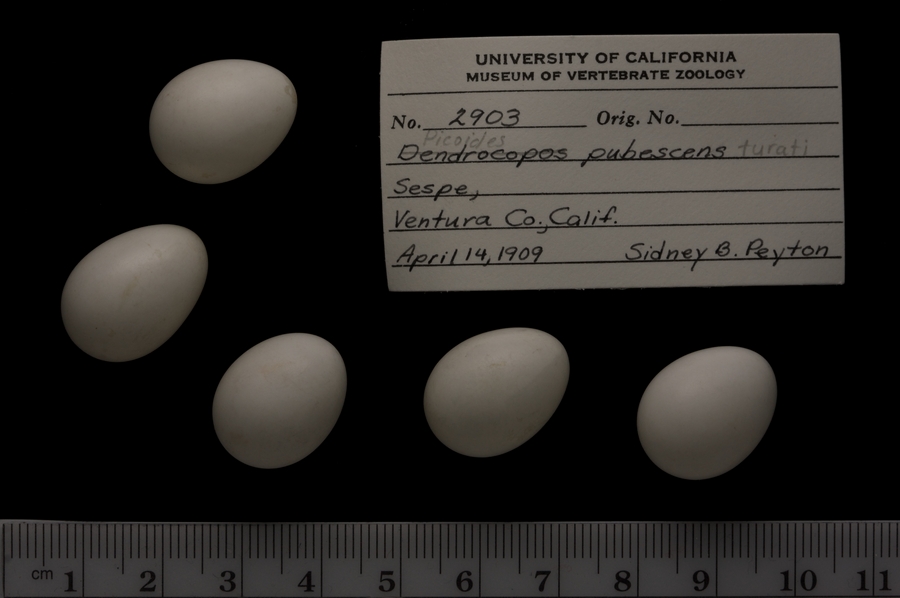 UNIVERSITY OF CALIFORNIA
MUSEUM OF VERTEBRATE ZOOLOGY
No. 2903 Orig. No.
Picoides
Dendrocopos pubescens turati
Sespe,
Ventura Co., Calif.
April 14, 1909 Sidney B. Peyton
cm 1 2 3 4 5 6 7 8 9 10 11